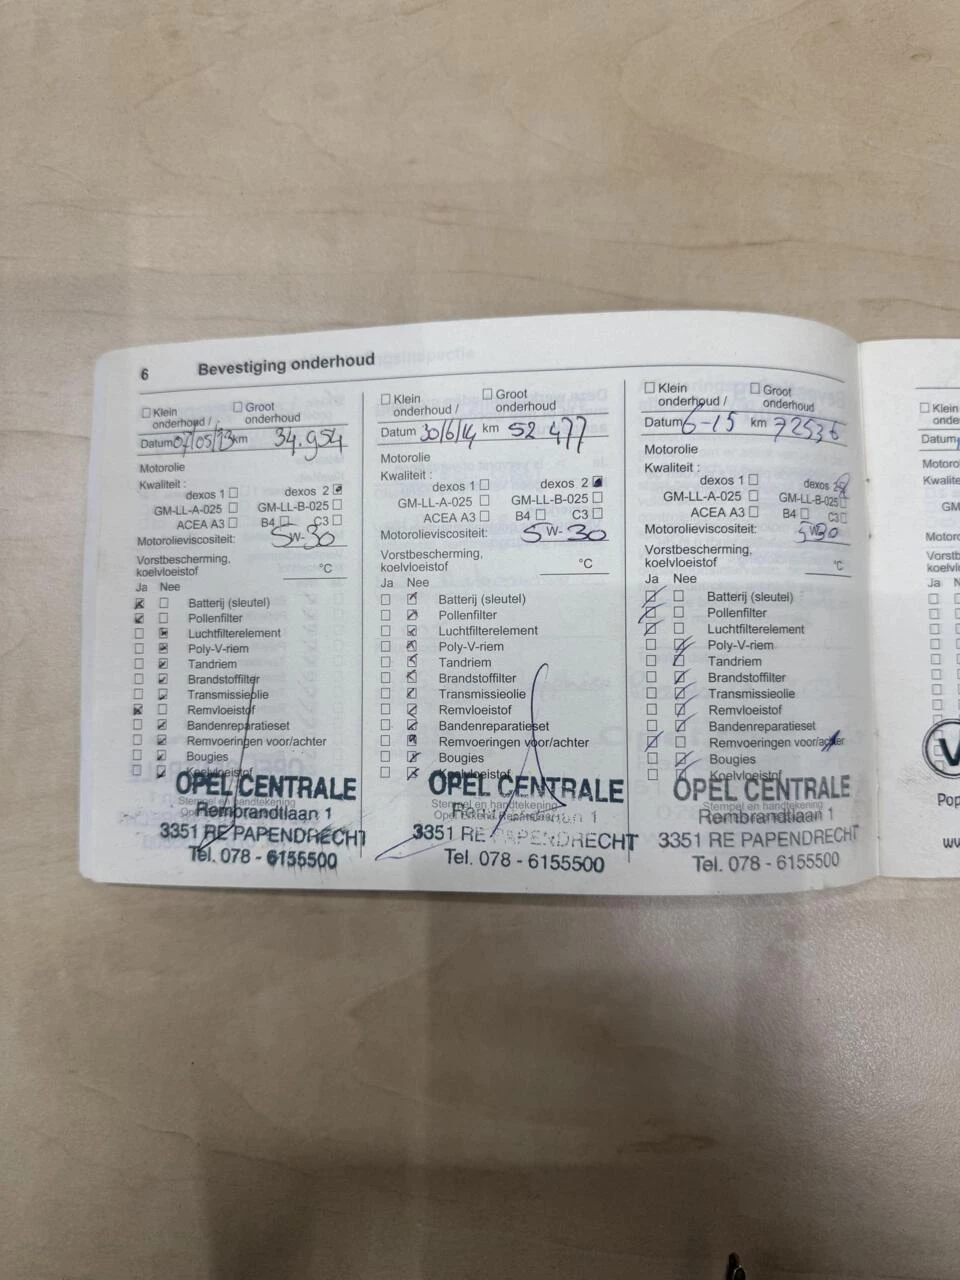 6 Bevestiging onderhoud
Klein onderhoud /
Groot onderhoud
Datum 07/05/13 km 34.954
Motorolie
Kwaliteit :
dexos 1 dexos 2
GM-LL-A-025 GM-LL-B-025
ACEA A3 B4 C3
Motorolieviscositeit: 5W-30
Vorstbescherming,
koelvloeistof °C
Ja Nee
Batterij (sleutel)
Pollenfilter
Luchtfilterelement
Poly-V-riem
Tandriem
Brandstoffilter
Transmissieolie
Remvloeistof
Bandenreparatieset
Remvoeringen voor/achter
Bougies
Koelvloeistof
Stempel en handtekening
OPEL CENTRALE
Rembrandtlaan 1
3351 RE PAPENDRECHT
Tel. 078 - 6155500
Klein onderhoud /
Groot onderhoud
Datum 30/6/14 km 52 477
Motorolie
Kwaliteit :
dexos 1 dexos 2
GM-LL-A-025 GM-LL-B-025
ACEA A3 B4 C3
Motorolieviscositeit: 5W-30
Vorstbescherming,
koelvloeistof °C
Ja Nee
Batterij (sleutel)
Pollenfilter
Luchtfilterelement
Poly-V-riem
Tandriem
Brandstoffilter
Transmissieolie
Remvloeistof
Bandenreparatieset
Remvoeringen voor/achter
Bougies
Koelvloeistof
Stempel en handtekening
OPEL CENTRALE
Rembrandtlaan 1
3351 RE PAPENDRECHT
Tel. 078 - 6155500
Klein onderhoud /
Groot onderhoud
Datum 6-15 km 72536
Motorolie
Kwaliteit :
dexos 1 dexos 2
GM-LL-A-025 GM-LL-B-025
ACEA A3 B4 C3
Motorolieviscositeit: 5W30
Vorstbescherming,
koelvloeistof °C
Ja Nee
Batterij (sleutel)
Pollenfilter
Luchtfilterelement
Poly-V-riem
Tandriem
Brandstoffilter
Transmissieolie
Remvloeistof
Bandenreparatieset
Remvoeringen voor/achter
Bougies
Koelvloeistof
Stempel en handtekening
OPEL CENTRALE
Rembrandtlaan 1
3351 RE PAPENDRECHT
Tel. 078 - 6155500
Klein
Datum
GM
Ja N
Pop